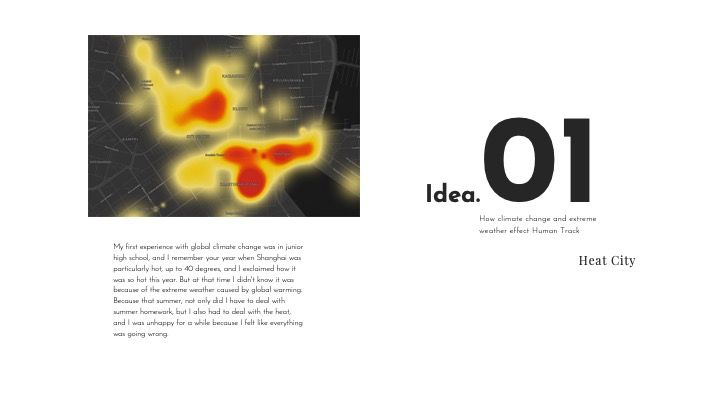 Idea.
01
How climate change and extreme
weather effect Human Track
Heat City
My first experience with global climate change was in junior
high school, and I remember your year when Shanghai was
particularly hot, up to 40 degrees, and I exclaimed how it
was so hot this year. But at that time I didn't know it was
because of the extreme weather caused by global warming.
Because that summer, not only did I have to deal with
summer homework, but I also had to deal with the heat,
and I was unhappy for a while because I felt like everything
was going wrong.